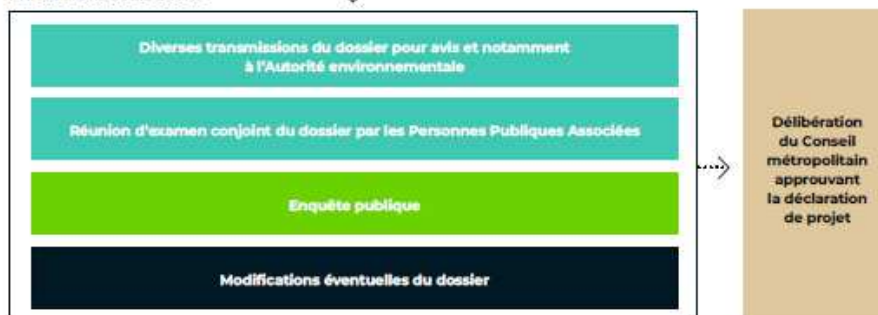 Diverses transmissions du dossier pour avis et notamment
à l'Autorité environnementale
Réunion d'examen conjoint du dossier par les Personnes Publiques Associées
Enquête publique
Modifications éventuelles du dossier
Délibération
du Conseil
métropolitain
approuvant
la déclaration
de projet